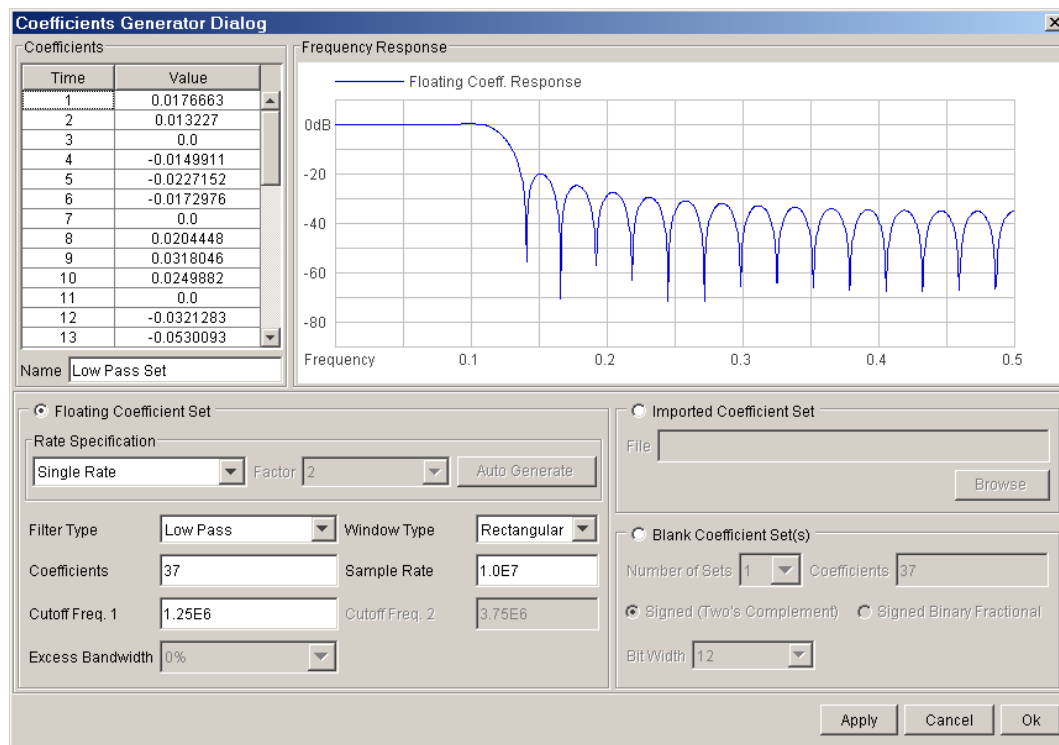 Coefficients Generator Dialog
Coefficients
Time Value
1 0.0176663
2 0.013227
3 0.0
4 -0.0149911
5 -0.0227152
6 -0.0172976
7 0.0
8 0.0204448
9 0.0318046
10 0.0249882
11 0.0
12 -0.0321283
13 -0.0530093
Name Low Pass Set
Frequency Response
Floating Coeff. Response
0dB
-20
-40
-60
-80
Frequency 0.1 0.2 0.3 0.4 0.5
Floating Coefficient Set
Rate Specification
Single Rate Factor 2 Auto Generate
Filter Type Low Pass Window Type Rectangular
Coefficients 37 Sample Rate 1.0E7
Cutoff Freq. 1 1.25E6 Cutoff Freq. 2 3.75E6
Excess Bandwidth 0%
Imported Coefficient Set
File
Browse
Blank Coefficient Set(s)
Number of Sets 1 Coefficients 37
Signed (Two's Complement) Signed Binary Fractional
Bit Width 12
Apply Cancel Ok